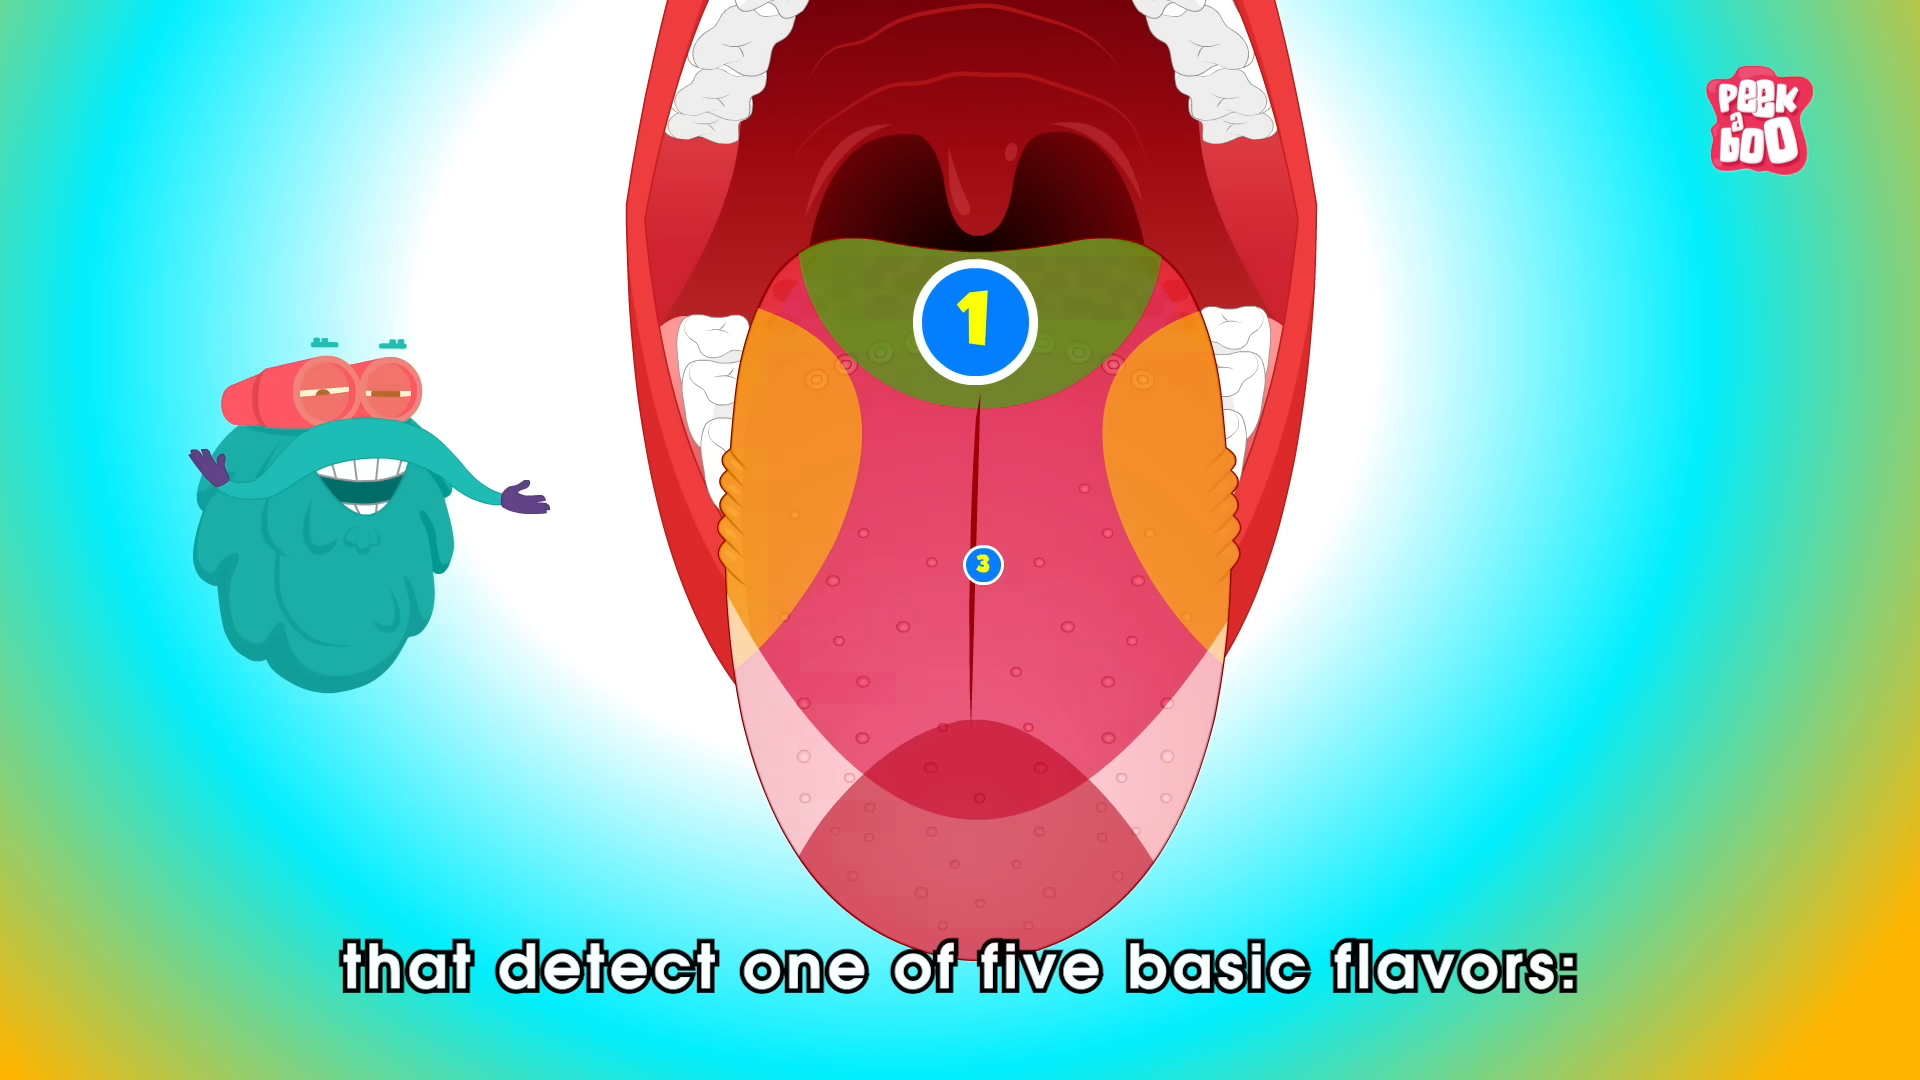 Peek
a
boo
1
3
that detect one of five basic flavors: